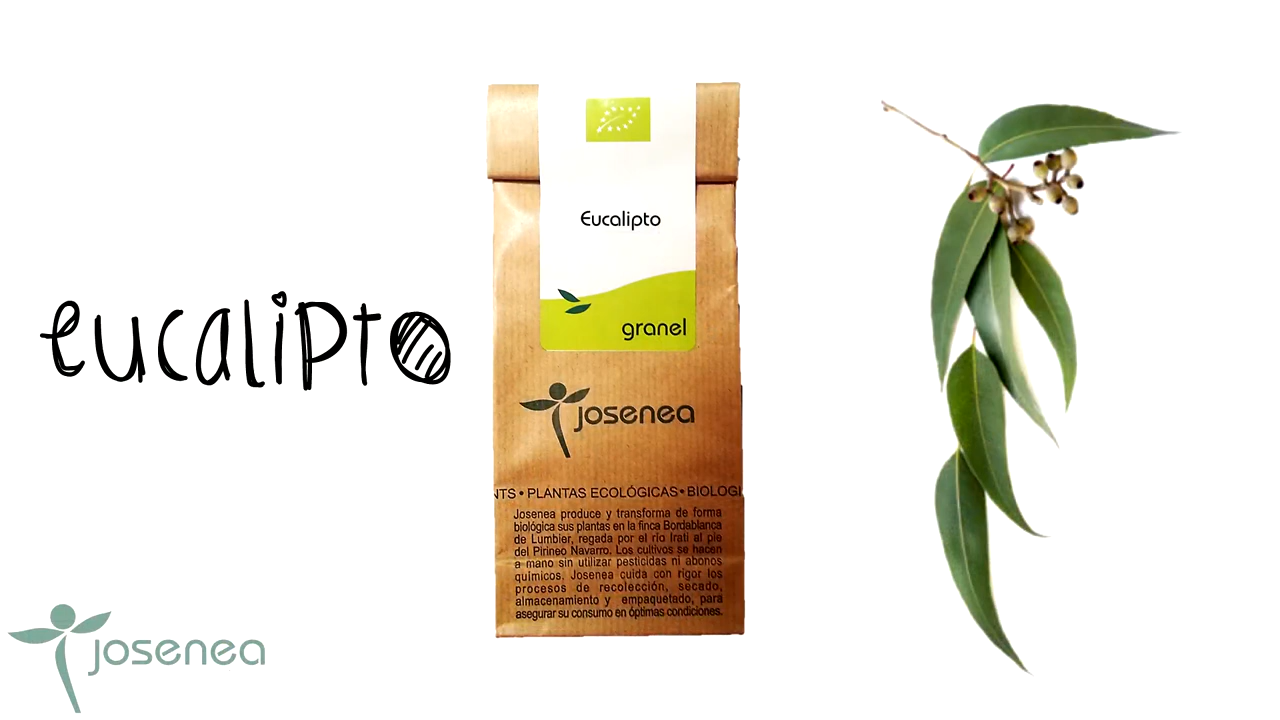 eucalipto
Eucalipto
granel
josenea
NTS • PLANTAS ECOLÓGICAS • BIOLOGI
Josenea produce y transforma de forma
biológica sus plantas en la finca Bordablanca
de Lumbier, regada por el río Irati al pie
del Pirineo Navarro. Los cultivos se hacen
a mano sin utilizar pesticidas ni abonos
químicos. Josenea cuida con rigor los
procesos de recolección, secado,
almacenamiento y empaquetado, para
asegurar su consumo en óptimas condiciones.
josenea